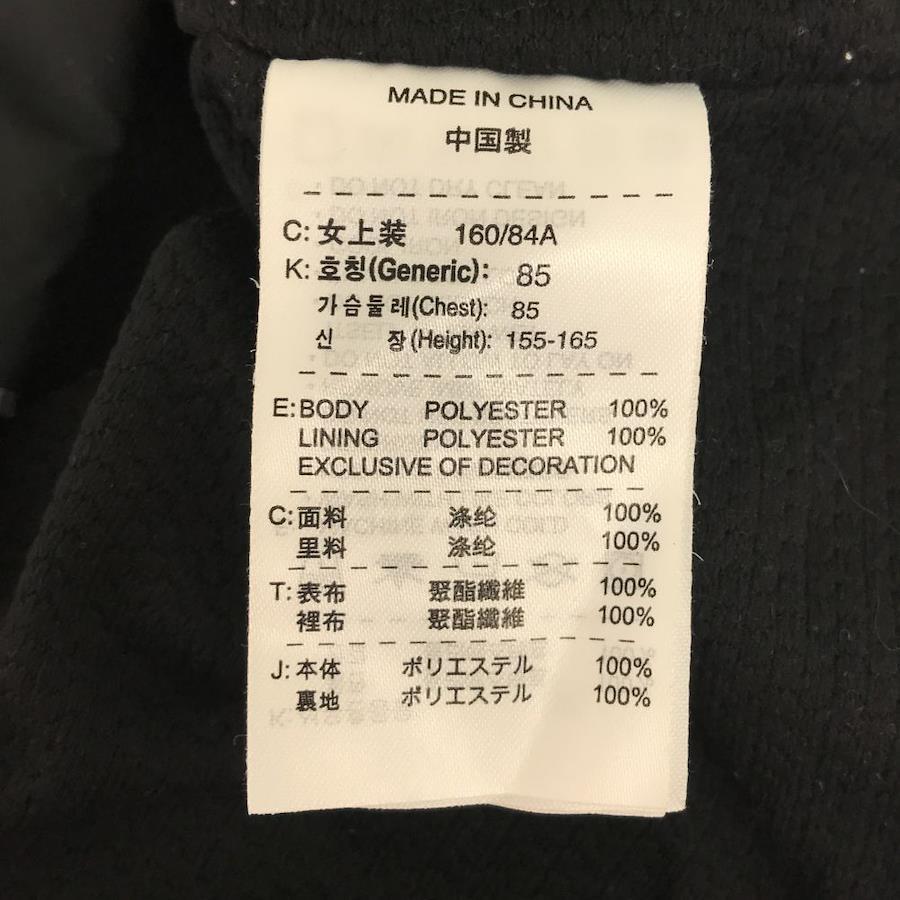 MADE IN CHINA
中国製
C: 女上装 160/84A
K: 호칭(Generic): 85
가슴둘레(Chest): 85
신 장(Height): 155-165
E: BODY POLYESTER 100%
LINING POLYESTER 100%
EXCLUSIVE OF DECORATION
C: 面料 涤纶 100%
里料 涤纶 100%
T: 表布 聚酯纖維 100%
裡布 聚酯纖維 100%
J: 本体 ポリエステル 100%
裏地 ポリエステル 100%